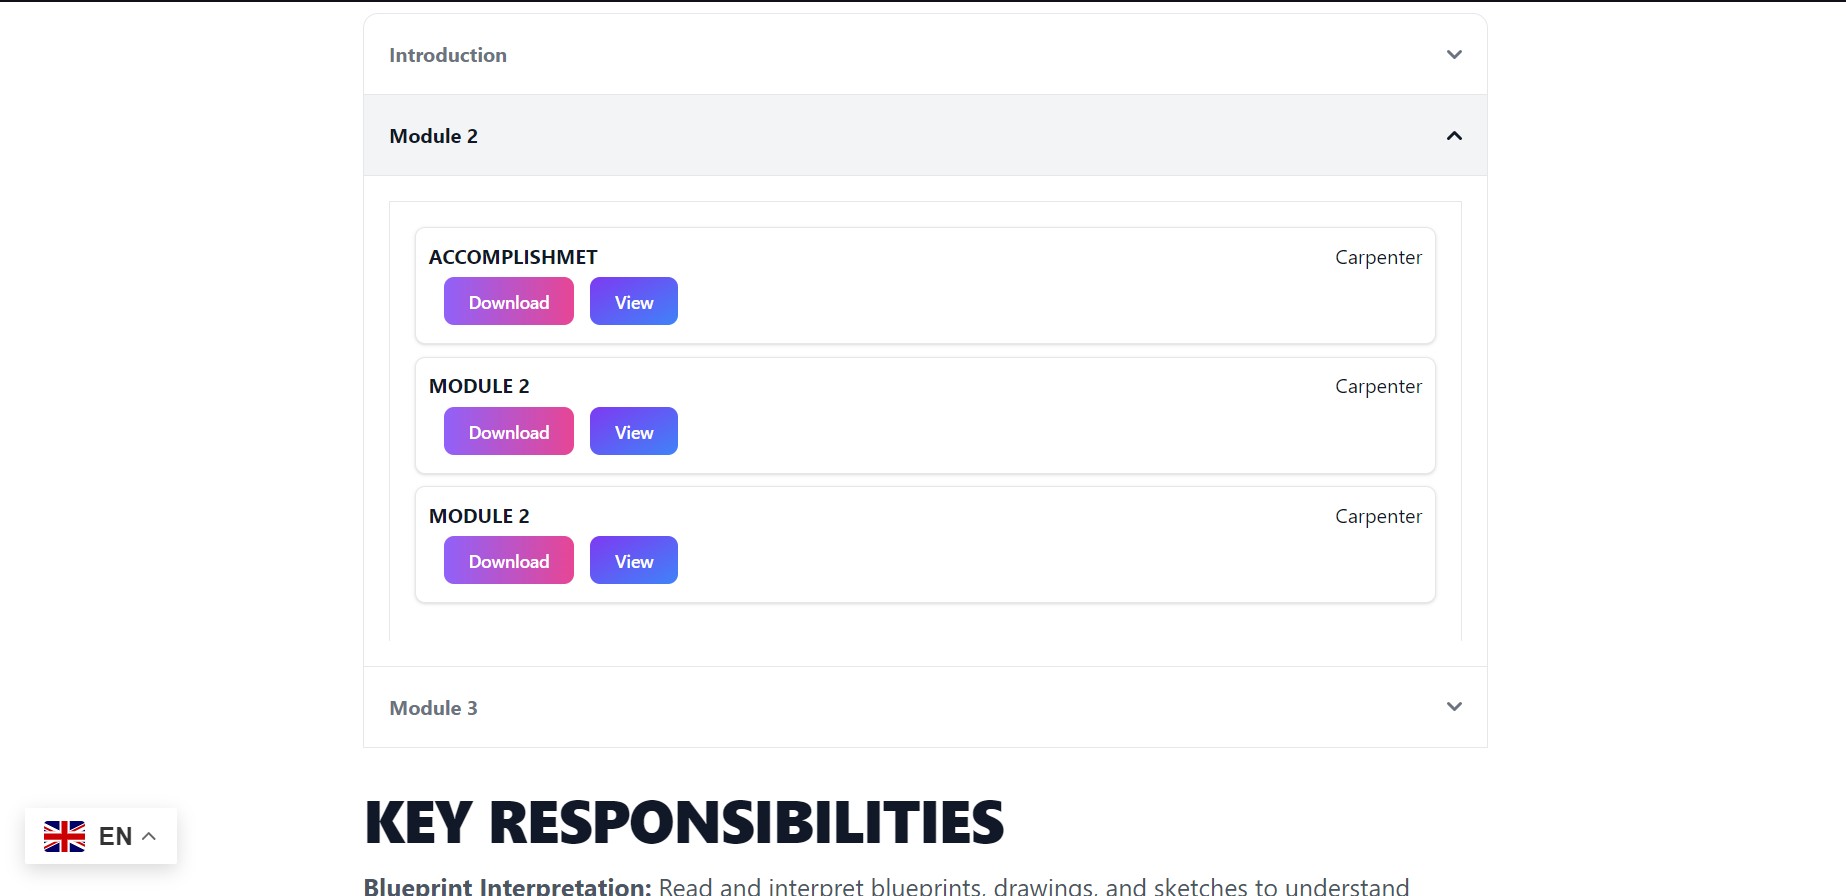 Introduction
Module 2
ACCOMPLISHMET
Carpenter
Download
View
MODULE 2
Carpenter
Download
View
MODULE 2
Carpenter
Download
View
Module 3
KEY RESPONSIBILITIES
EN
Blueprint Interpretation: Read and interpret blueprints, drawings, and sketches to understand